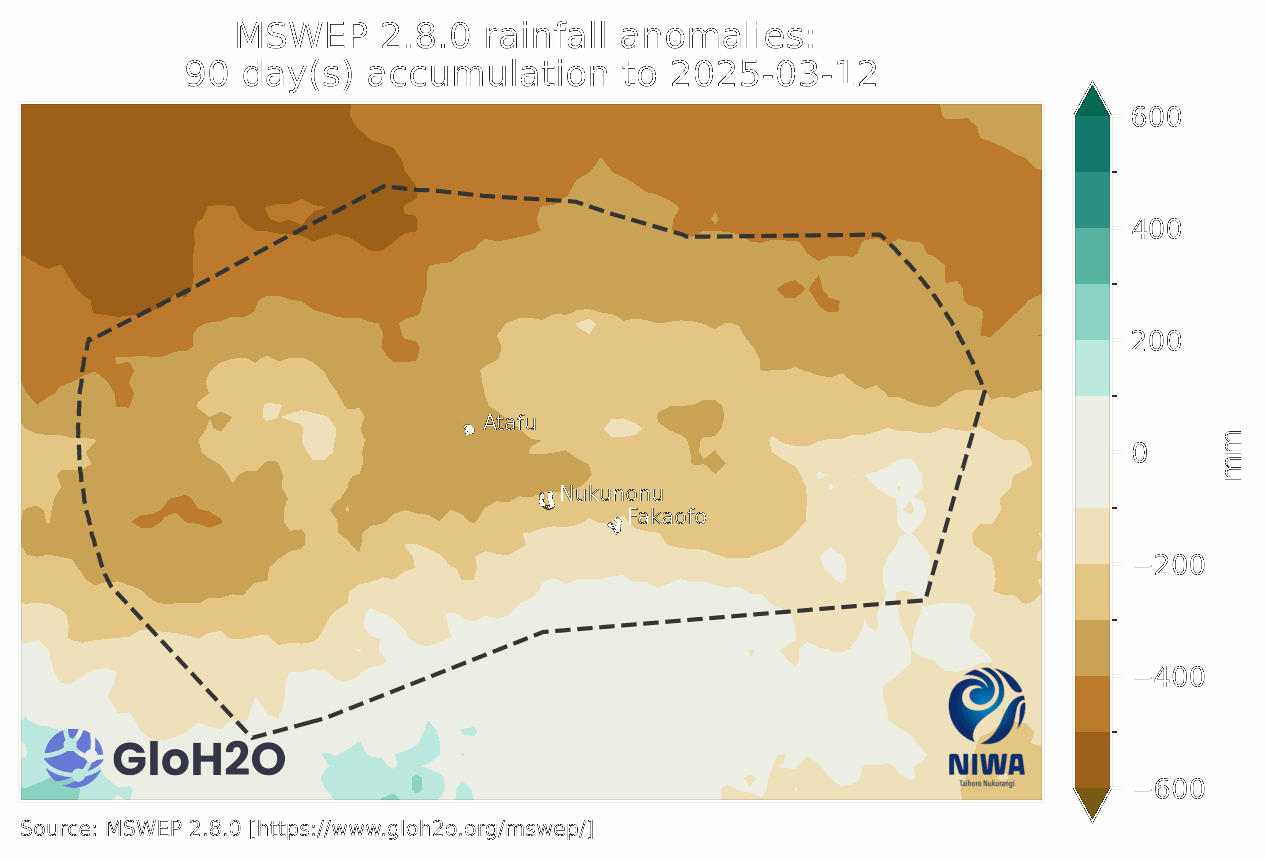 MSWEP 2.8.0 rainfall anomalies:
90 day(s) accumulation to 2025-03-12
600
400
200
0
−200
−400
−600
mm
Atafu
Nukunonu
Fakaofo
GloH2O
NIWA
Taihoro Nukurangi
Source: MSWEP 2.8.0 [https://www.gloh2o.org/mswep/]